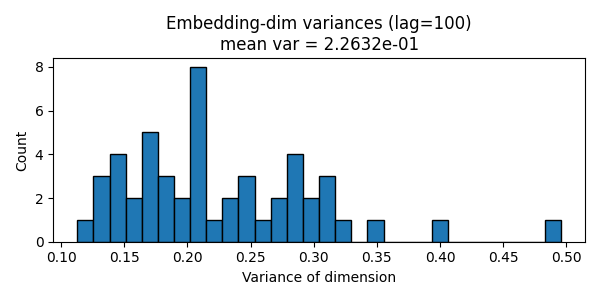 Embedding-dim variances (lag=100)
mean var = 2.2632e-01
8
6
4
2
0
Count
0.10 0.15 0.20 0.25 0.30 0.35 0.40 0.45 0.50
Variance of dimension